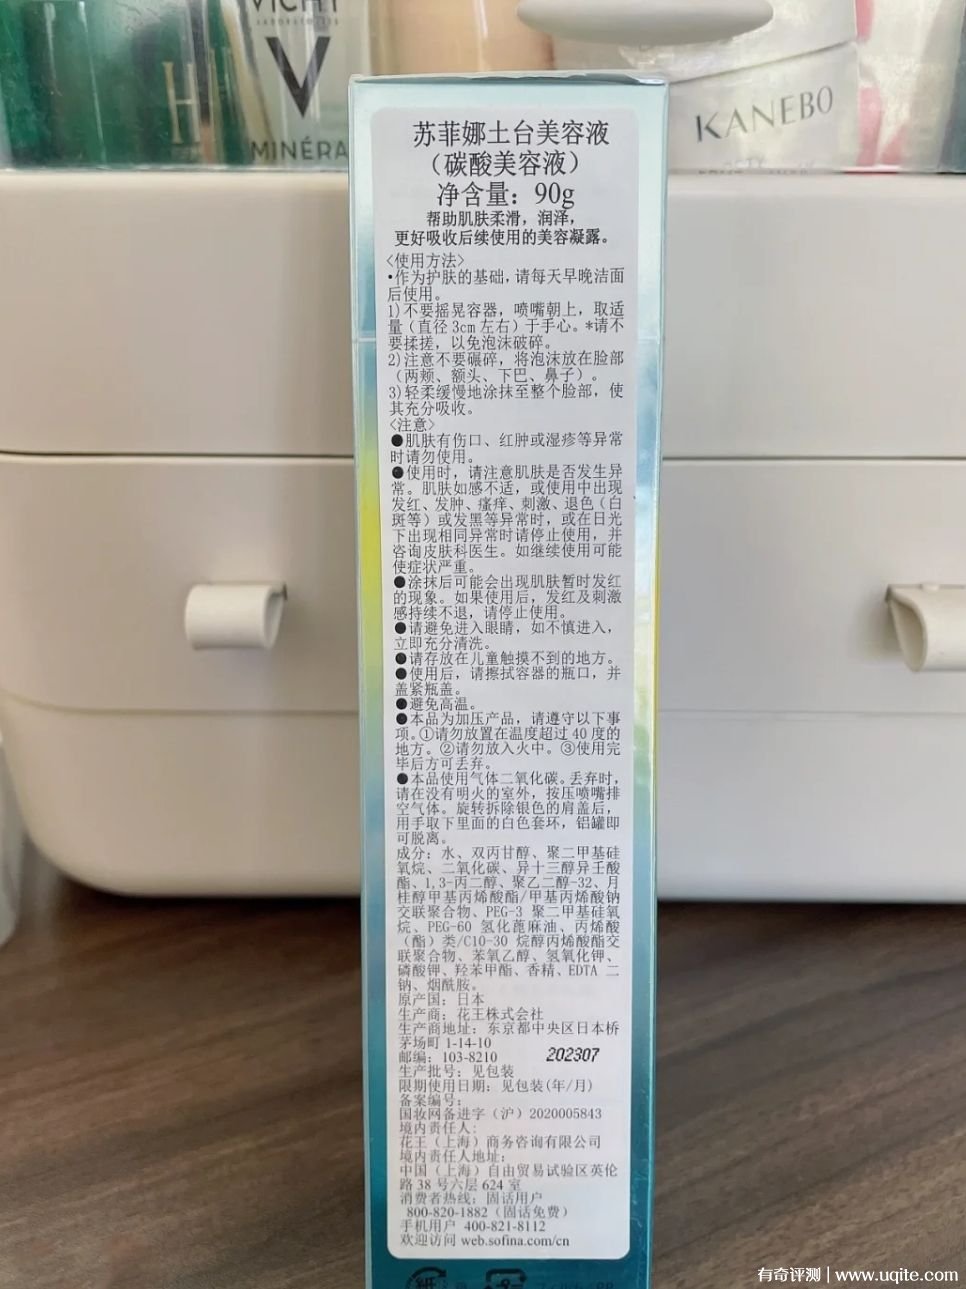 VICHY
LABORATOIRES
H
MINÉRA
KANEBO
苏菲娜土台美容液
（碳酸美容液）
净含量：90g
帮助肌肤柔滑，润泽，
更好吸收后续使用的美容凝露。
<使用方法>
•作为护肤的基础，请每天早晚洁面
后使用。
1)不要摇晃容器，喷嘴朝上，取适
量（直径3cm左右）于手心。*请不
要揉搓，以免泡沫破碎。
2)注意不要碾碎，将泡沫放在脸部
（两颊、额头、下巴、鼻子）。
3)轻柔缓慢地涂抹至整个脸部，使
其充分吸收。
<注意>
●肌肤有伤口、红肿或湿疹等异常
时请勿使用。
●使用时，请注意肌肤是否发生异
常。肌肤如感不适，或使用中出现
发红、发肿、瘙痒、刺激、退色（白
斑等）或发黑等异常时，或在日光
下出现相同异常时请停止使用，并
咨询皮肤科医生。如继续使用可能
使症状严重。
●涂抹后可能会出现肌肤暂时发红
的现象。如果使用后，发红及刺激
感持续不退，请停止使用。
●请避免进入眼睛，如不慎进入，
立即充分清洗。
●请存放在儿童触摸不到的地方。
●使用后，请擦拭容器的瓶口，并
盖紧瓶盖。
●避免高温。
●本品为加压产品，请遵守以下事
项。①请勿放置在温度超过40度的
地方。②请勿放入火中。③使用完
毕后方可丢弃。
●本品使用气体二氧化碳。丢弃时，
请在没有明火的室外，按压喷嘴排
空气体。旋转拆除银色的肩盖后，
用手取下里面的白色套环，铝罐即
可脱离。
成分：水、双丙甘醇、聚二甲基硅
氧烷、二氧化碳、异十三醇异壬酸
酯、1,3-丙二醇、聚乙二醇-32、月
桂醇甲基丙烯酸酯/甲基丙烯酸钠
交联聚合物、PEG-3 聚二甲基硅氧
烷、PEG-60 氢化蓖麻油、丙烯酸
（酯）类/C10-30 烷醇丙烯酸酯交
联聚合物、苯氧乙醇、氢氧化钾、
磷酸钾、羟苯甲酯、香精、EDTA 二
钠、烟酰胺。
原产国：日本
生产商：花王株式会社
生产商地址：东京都中央区日本桥
茅场町 1-14-10
邮编：103-8210
202307
生产批号：见包装
限期使用日期：见包装(年/月)
备案编号：
国妆网备进字（沪）2020005843
境内责任人：
花王（上海）商务咨询有限公司
境内责任人地址：
中国（上海）自由贸易试验区英伦
路38号六层624室
消费者热线：固话用户
800-820-1882（固话免费）
手机用户 400-821-8112
欢迎访问 web.sofina.com/cn
紙
有奇评测 | www.uqite.com